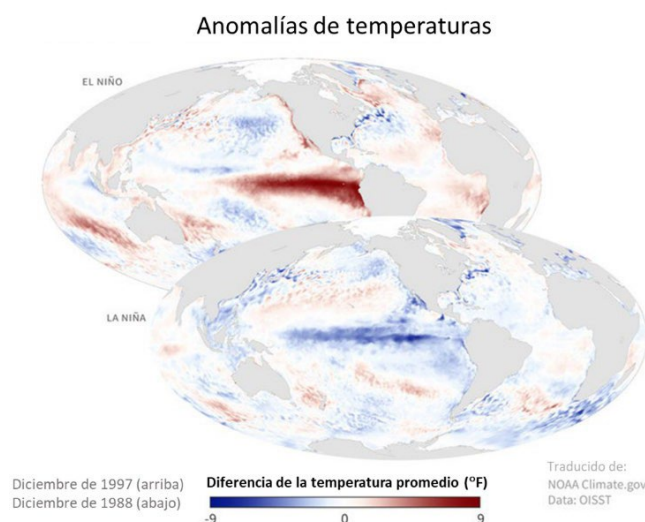 Anomalías de temperaturas
EL NIÑO
LA NIÑA
Diciembre de 1997 (arriba)
Diciembre de 1988 (abajo)
Diferencia de la temperatura promedio (°F)
-9 0 9
Traducido de:
NOAA Climate.gov
Data: OISST